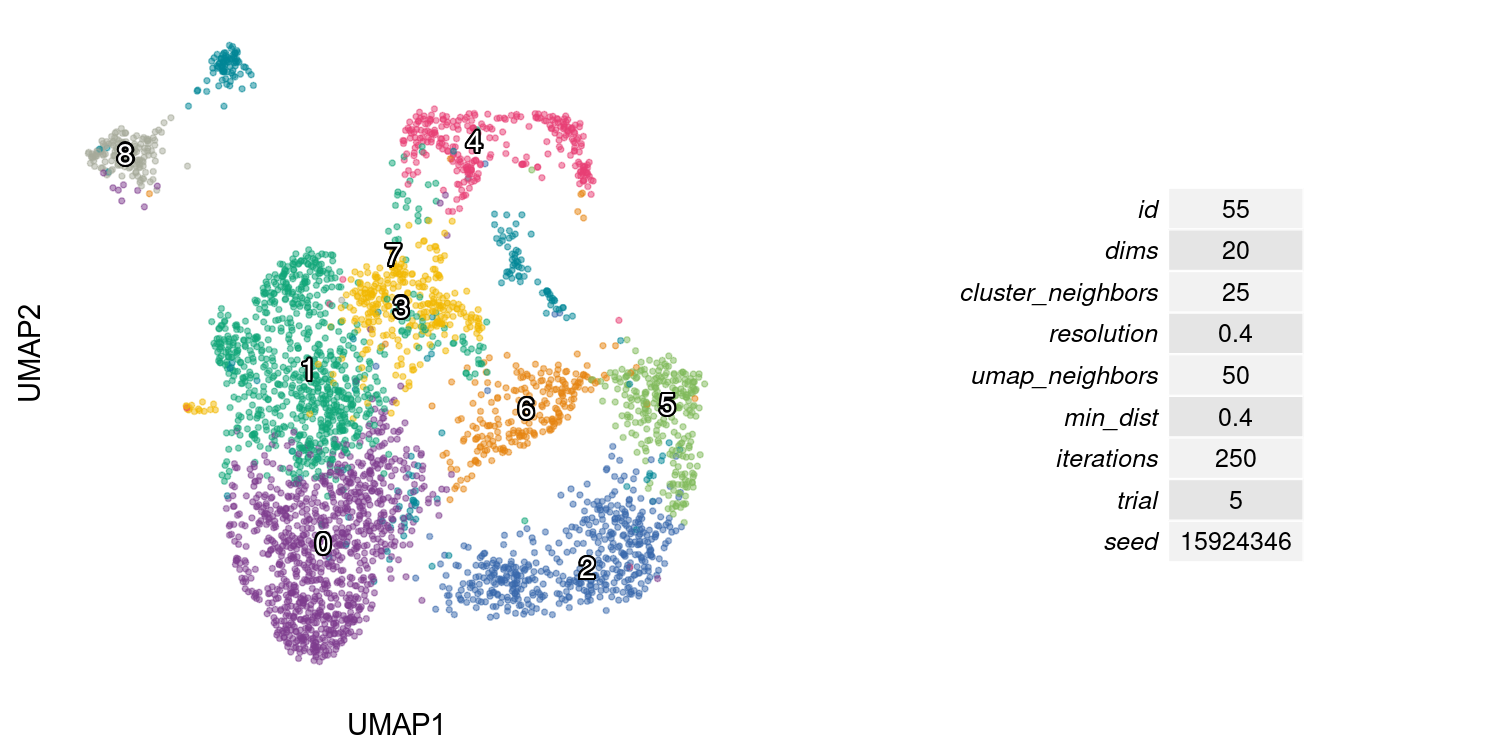 8
4
7
3
1
6
5
0
2
UMAP1
UMAP2
id 55
dims 20
cluster_neighbors 25
resolution 0.4
umap_neighbors 50
min_dist 0.4
iterations 250
trial 5
seed 15924346